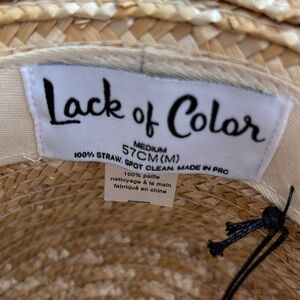 Lack of Color
MEDIUM
57CM(M)
100% STRAW. SPOT CLEAN. MADE IN PRC
100% paille
nettoyage à la main
fabriqué en chine